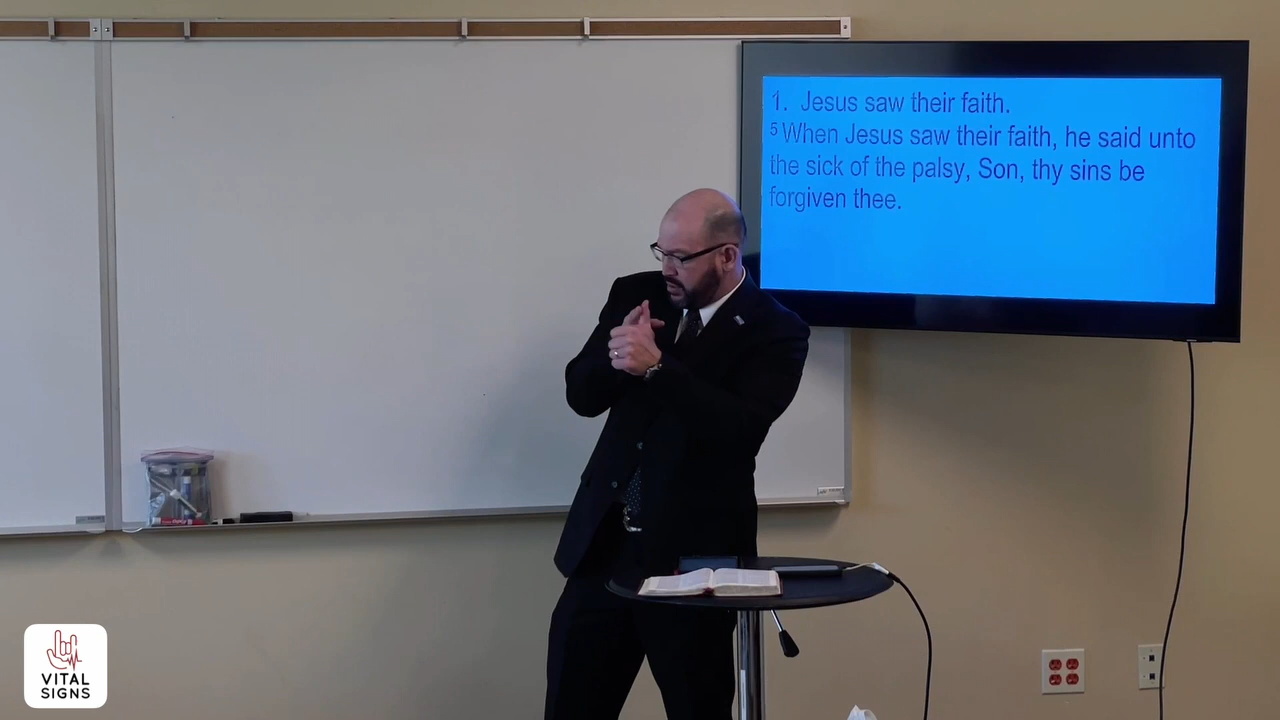 1. Jesus saw their faith.
5 When Jesus saw their faith, he said unto
the sick of the palsy, Son, thy sins be
forgiven thee.
VITAL
SIGNS